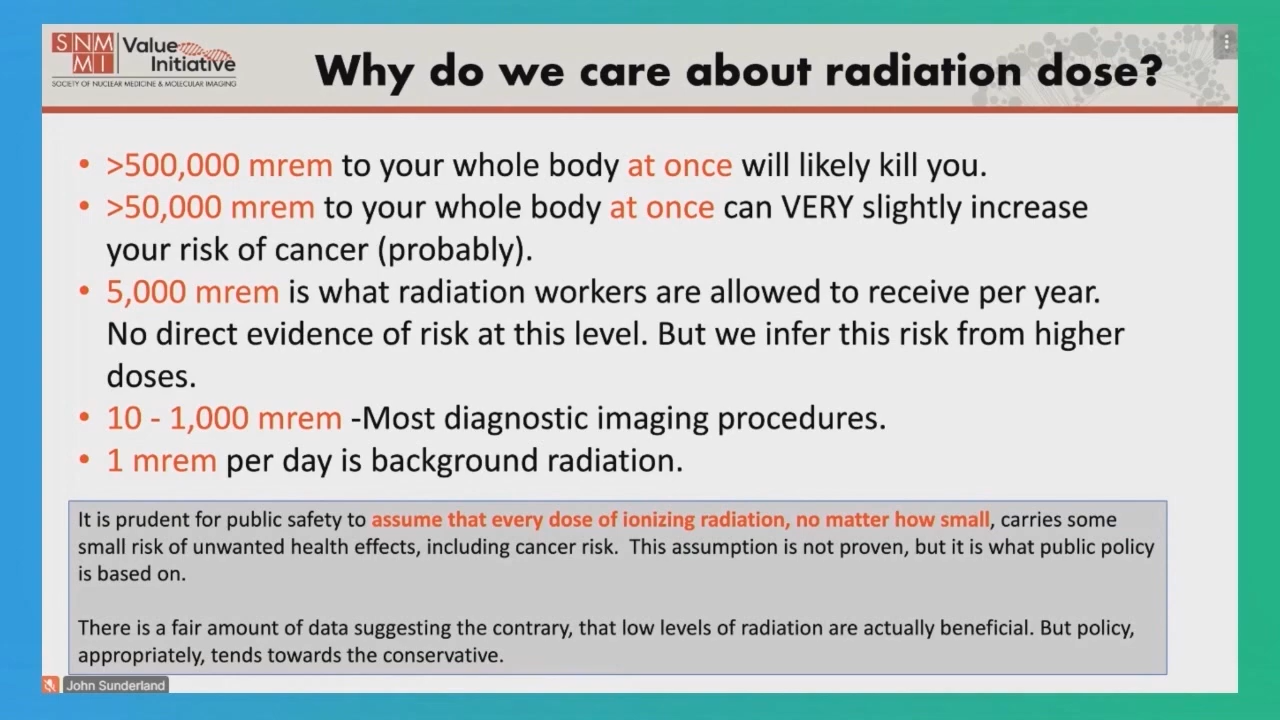 SNM Value
MI Initiative
SOCIETY OF NUCLEAR MEDICINE & MOLECULAR IMAGING
Why do we care about radiation dose?
• >500,000 mrem to your whole body at once will likely kill you.
• >50,000 mrem to your whole body at once can VERY slightly increase
your risk of cancer (probably).
• 5,000 mrem is what radiation workers are allowed to receive per year.
No direct evidence of risk at this level. But we infer this risk from higher
doses.
• 10 - 1,000 mrem -Most diagnostic imaging procedures.
• 1 mrem per day is background radiation.
It is prudent for public safety to assume that every dose of ionizing radiation, no matter how small, carries some
small risk of unwanted health effects, including cancer risk. This assumption is not proven, but it is what public policy
is based on.
There is a fair amount of data suggesting the contrary, that low levels of radiation are actually beneficial. But policy,
appropriately, tends towards the conservative.
John Sunderland